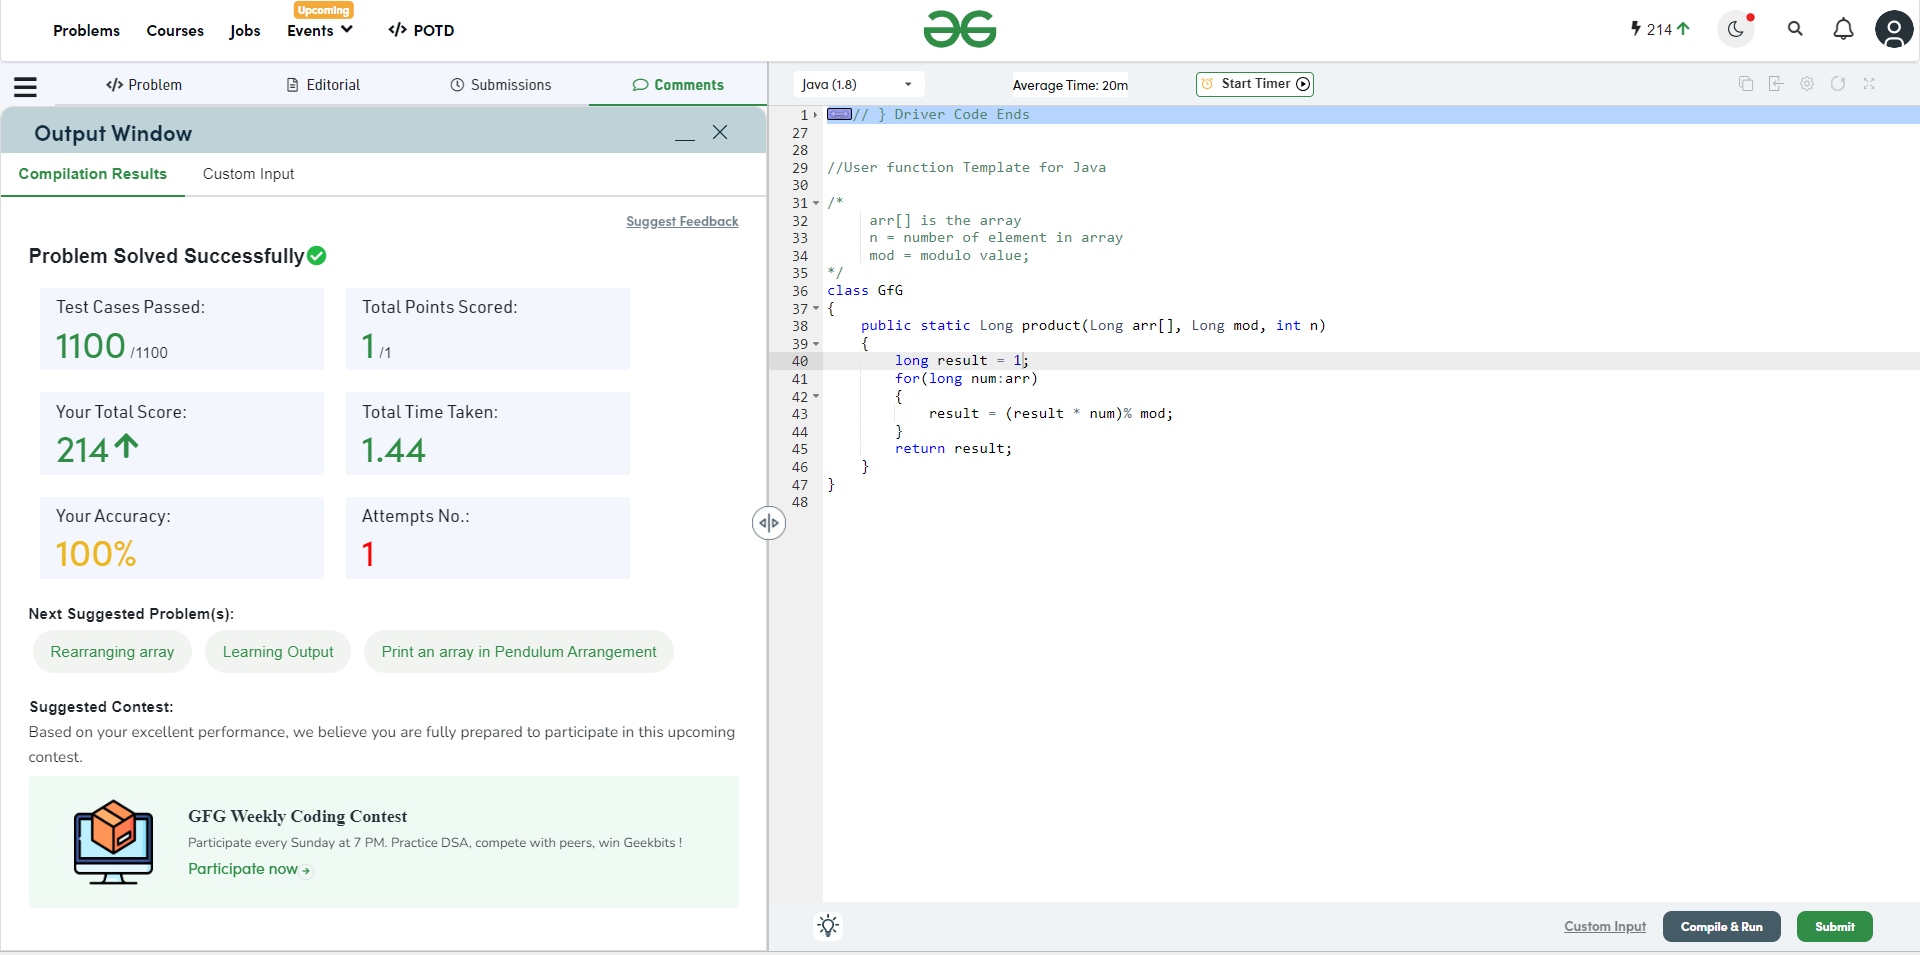 Upcoming
Problems Courses Jobs Events </> POTD
214
</> Problem Editorial Submissions Comments
Output Window
Compilation Results Custom Input
Suggest Feedback
Problem Solved Successfully
Test Cases Passed:
1100 /1100
Total Points Scored:
1 /1
Your Total Score:
214
Total Time Taken:
1.44
Your Accuracy:
100%
Attempts No.:
1
Next Suggested Problem(s):
Rearranging array Learning Output Print an array in Pendulum Arrangement
Suggested Contest:
Based on your excellent performance, we believe you are fully prepared to participate in this upcoming
contest.
GFG Weekly Coding Contest
Participate every Sunday at 7 PM. Practice DSA, compete with peers, win Geekbits !
Participate now
Java (1.8) Average Time: 20m Start Timer
1 // } Driver Code Ends
27
28
29 //User function Template for Java
30
31 /*
32 arr[] is the array
33 n = number of element in array
34 mod = modulo value;
35 */
36 class GfG
37 {
38 public static Long product(Long arr[], Long mod, int n)
39 {
40 long result = 1;
41 for(long num:arr)
42 {
43 result = (result * num)% mod;
44 }
45 return result;
46 }
47 }
48
Custom Input Compile & Run Submit